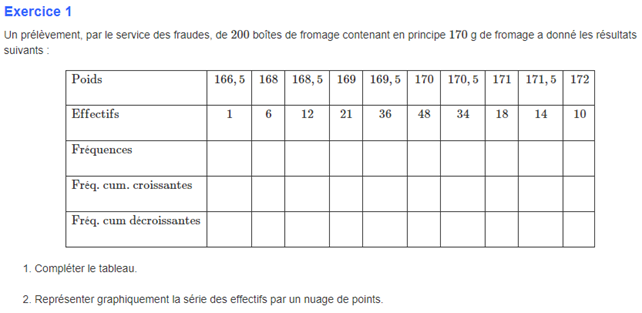 Exercice 1
Un prélèvement, par le service des fraudes, de 200 boîtes de fromage contenant en principe 170 g de fromage a donné les résultats
suivants :
Poids 166,5 168 168,5 169 169,5 170 170,5 171 171,5 172
Effectifs 1 6 12 21 36 48 34 18 14 10
Fréquences
Fréq. cum. croissantes
Fréq. cum décroissantes
1. Compléter le tableau.
2. Représenter graphiquement la série des effectifs par un nuage de points.